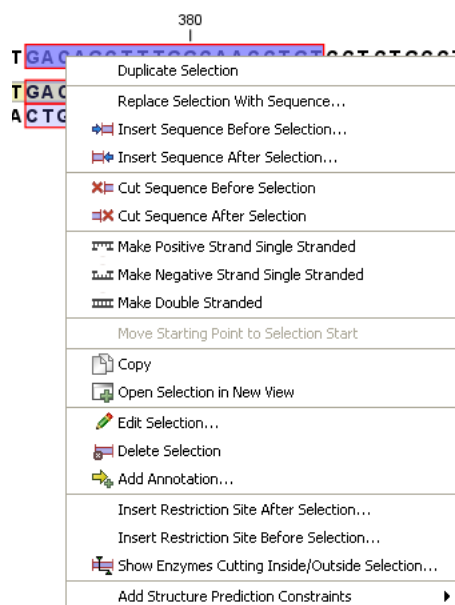 380
TGAC
Duplicate Selection
TGAC
Replace Selection With Sequence...
ACTG
Insert Sequence Before Selection...
Insert Sequence After Selection...
Cut Sequence Before Selection
Cut Sequence After Selection
Make Positive Strand Single Stranded
Make Negative Strand Single Stranded
Make Double Stranded
Move Starting Point to Selection Start
Copy
Open Selection in New View
Edit Selection...
Delete Selection
Add Annotation...
Insert Restriction Site After Selection...
Insert Restriction Site Before Selection...
Show Enzymes Cutting Inside/Outside Selection...
Add Structure Prediction Constraints